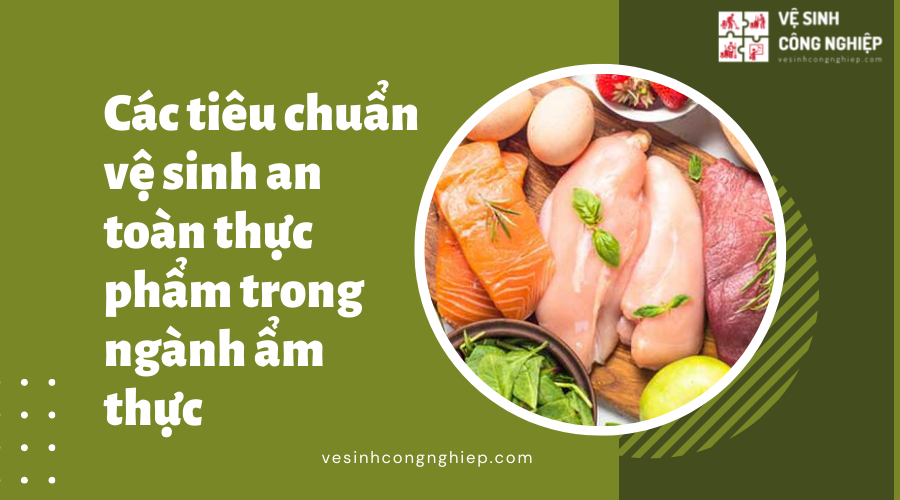 VỆ SINH
CÔNG NGHIỆP
vesinhcongnghiep.com
Các tiêu chuẩn
vệ sinh an
toàn thực
phẩm trong
ngành ẩm
thực
vesinhcongnghiep.com